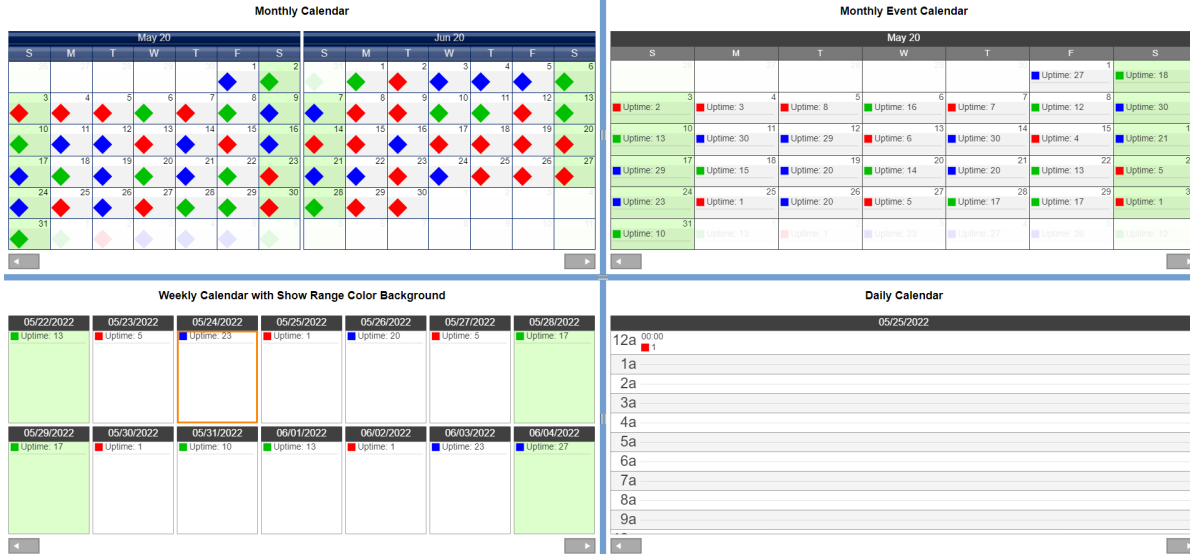 Monthly Calendar
May 20
S M T W T F S
1 2
3 4 5 6 7 8 9
10 11 12 13 14 15 16
17 18 19 20 21 22 23
24 25 26 27 28 29 30
31
Jun 20
S M T W T F S
1 2 3 4 5 6
7 8 9 10 11 12 13
14 15 16 17 18 19 20
21 22 23 24 25 26 27
28 29 30
Monthly Event Calendar
May 20
S M T W T F S
1
Uptime: 27 Uptime: 18
3 4 5 6 7 8
Uptime: 2 Uptime: 3 Uptime: 8 Uptime: 16 Uptime: 7 Uptime: 12 Uptime: 30
10 11 12 13 14 15
Uptime: 13 Uptime: 30 Uptime: 29 Uptime: 6 Uptime: 30 Uptime: 4 Uptime: 21
17 18 19 20 21 22
Uptime: 29 Uptime: 15 Uptime: 20 Uptime: 14 Uptime: 20 Uptime: 13 Uptime: 5
24 25 26 27 28 29
Uptime: 23 Uptime: 1 Uptime: 20 Uptime: 5 Uptime: 17 Uptime: 17 Uptime: 1
31
Uptime: 10 Uptime: 13 Uptime: 1 Uptime: 23 Uptime: 27
Weekly Calendar with Show Range Color Background
05/22/2022 05/23/2022 05/24/2022 05/25/2022 05/26/2022 05/27/2022 05/28/2022
Uptime: 13 Uptime: 5 Uptime: 23 Uptime: 1 Uptime: 20 Uptime: 5 Uptime: 17
05/29/2022 05/30/2022 05/31/2022 06/01/2022 06/02/2022 06/03/2022 06/04/2022
Uptime: 17 Uptime: 1 Uptime: 10 Uptime: 13 Uptime: 1 Uptime: 23 Uptime: 27
Daily Calendar
05/25/2022
12a 00:00
1
1a
2a
3a
4a
5a
6a
7a
8a
9a